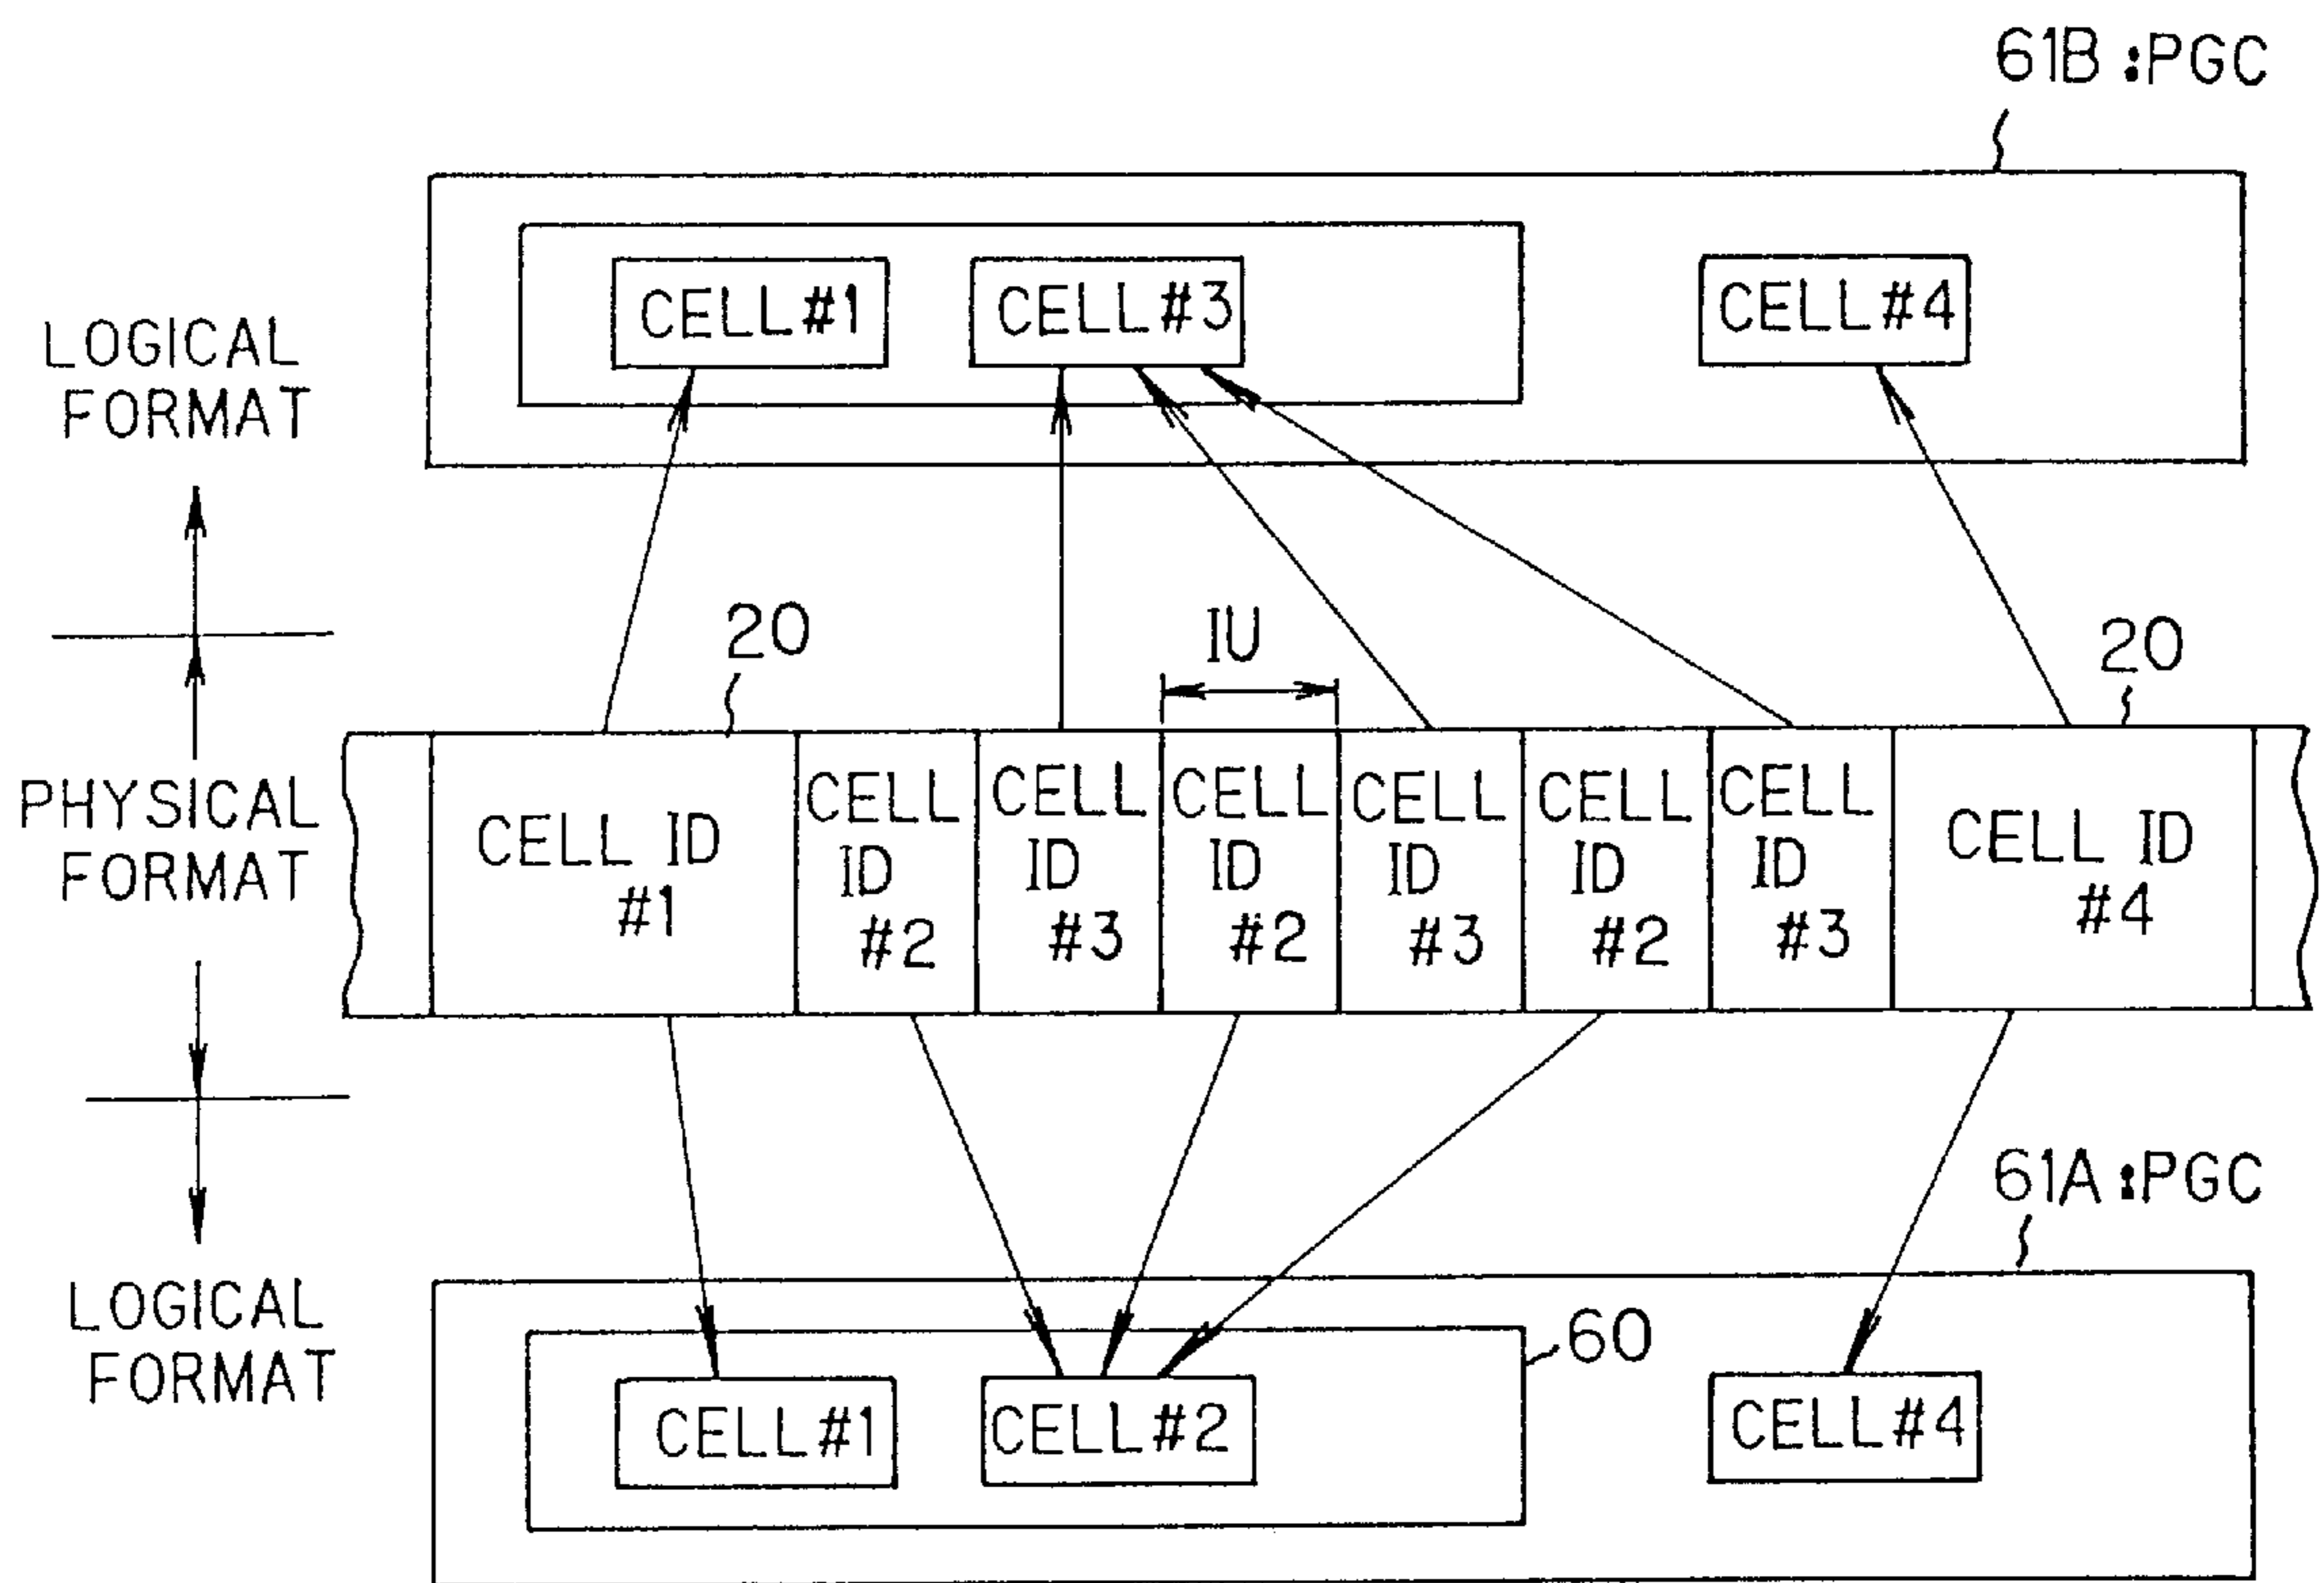 61B :PGC
CELL#1
CELL#3
CELL#4
LOGICAL
FORMAT
20
IU
20
PHYSICAL
FORMAT
CELL ID
#1
CELL
ID
#2
CELL
ID
#3
CELL
ID
#2
CELL
ID
#3
CELL
ID
#2
CELL
ID
#3
CELL ID
#4
61A :PGC
LOGICAL
FORMAT
60
CELL#1
CELL#2
CELL#4